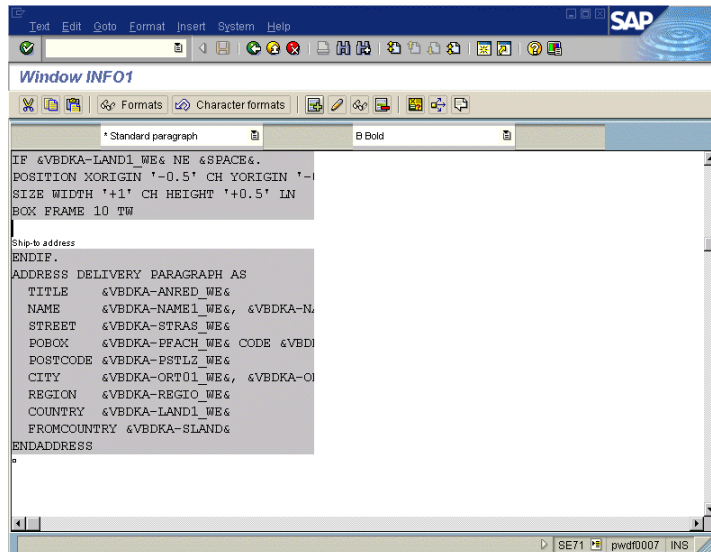 Text Edit Goto Format Insert System Help
SAP
Window INFO1
Formats Character formats
* Standard paragraph B Bold
IF &VBDKA-LAND1_WE& NE &SPACE&.
POSITION XORIGIN '-0.5' CH YORIGIN '-
SIZE WIDTH '+1' CH HEIGHT '+0.5' LN
BOX FRAME 10 TW
Ship-to address
ENDIF.
ADDRESS DELIVERY PARAGRAPH AS
TITLE &VBDKA-ANRED_WE&
NAME &VBDKA-NAME1_WE&, &VBDKA-NA
STREET &VBDKA-STRAS_WE&
POBOX &VBDKA-PFACH_WE& CODE &VBD
POSTCODE &VBDKA-PSTLZ_WE&
CITY &VBDKA-ORT01_WE&, &VBDKA-O
REGION &VBDKA-REGIO_WE&
COUNTRY &VBDKA-LAND1_WE&
FROMCOUNTRY &VBDKA-SLAND&
ENDADDRESS
SE71 pwdf0007 INS